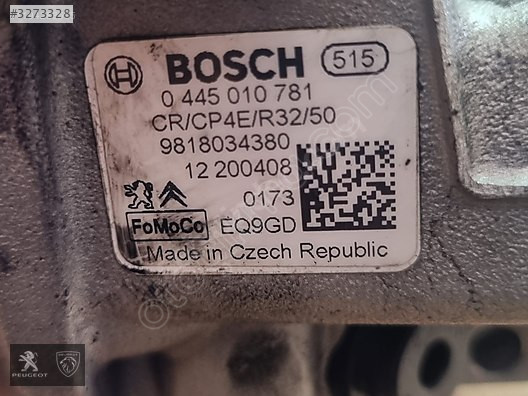 #3273328
BOSCH 515
0 445 010 781
CR/CP4E/R32/50
9818034380
12 200408
0173
FoMoCo EQ9GD
Made in Czech Republic
PEUGEOT